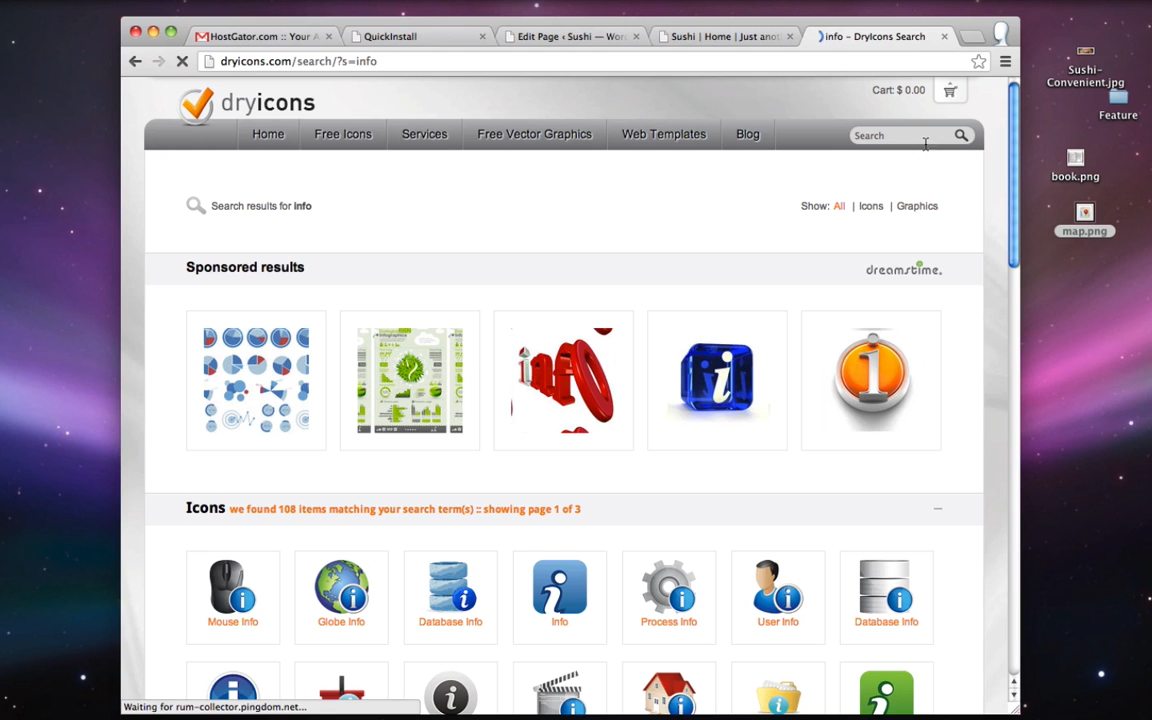 HostGator.com :: Your A
QuickInstall
Edit Page ‹ Sushi — Wor
Sushi | Home | Just anot
info - DryIcons Search
dryicons.com/search/?s=info
dryicons
Cart: $ 0.00
Home
Free Icons
Services
Free Vector Graphics
Web Templates
Blog
Search
Search results for info
Show: All | Icons | Graphics
Sponsored results
dreamstime.
info
i
i
Icons we found 108 items matching your search term(s) :: showing page 1 of 3
Mouse Info
Globe Info
Database Info
Info
Process Info
User Info
Database Info
Waiting for rum-collector.pingdom.net...
Sushi-
Convenient.jpg
Feature
book.png
map.png